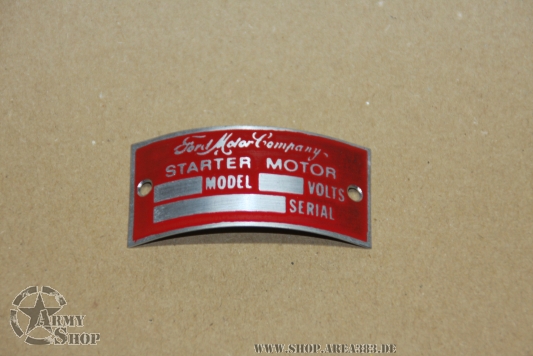 Ford Motor Company
STARTER MOTOR
MODEL VOLTS
SERIAL
ARMY
SHOP
WWW.SHOP.AREA383.DE